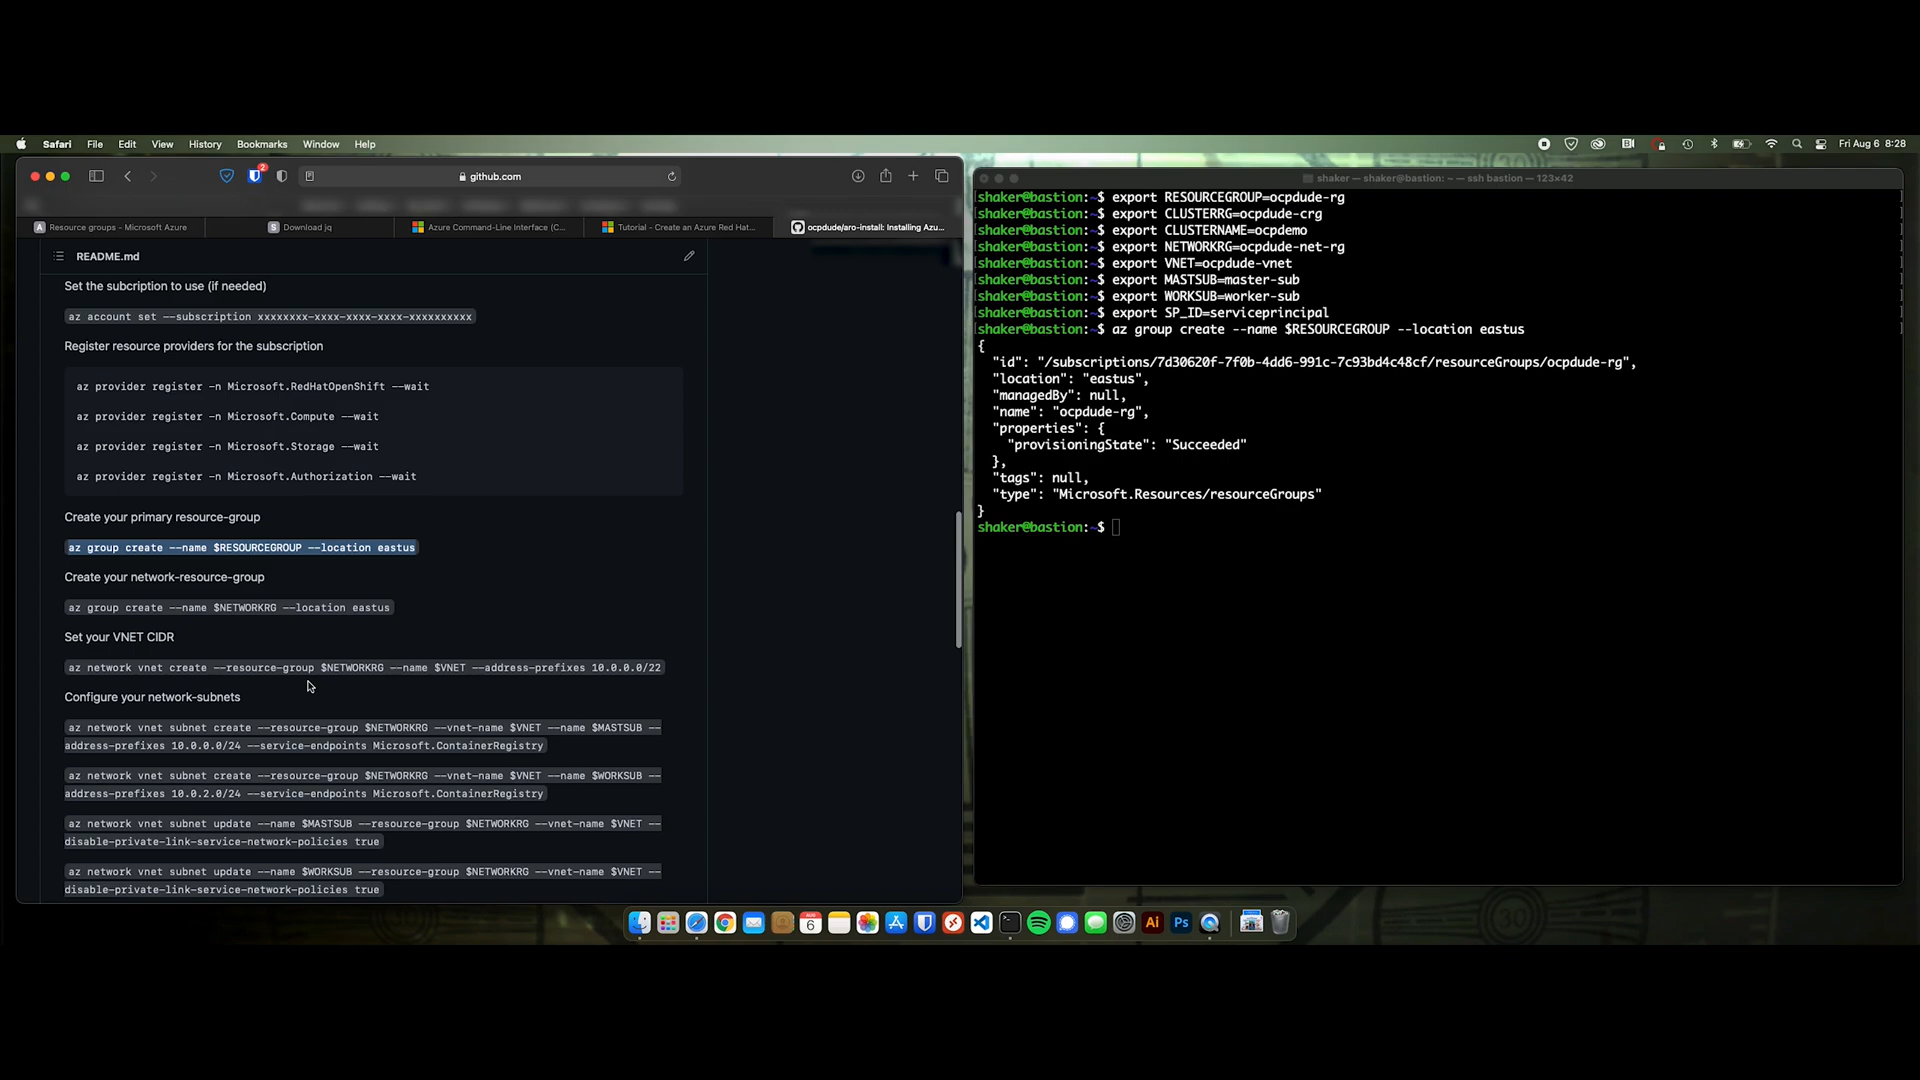 Safari File Edit View History Bookmarks Window Help
Fri Aug 6 8:28
2
github.com
Resource groups - Microsoft Azure
Download jq
Azure Command-Line Interface (C...
Tutorial - Create an Azure Red Hat...
ocpdude/aro-install: Installing Azu...
README.md
Set the subcription to use (if needed)
az account set --subscription xxxxxxxx-xxxx-xxxx-xxxx-xxxxxxxxxx
Register resource providers for the subscription
az provider register -n Microsoft.RedHatOpenShift --wait
az provider register -n Microsoft.Compute --wait
az provider register -n Microsoft.Storage --wait
az provider register -n Microsoft.Authorization --wait
Create your primary resource-group
az group create --name $RESOURCEGROUP --location eastus
Create your network-resource-group
az group create --name $NETWORKRG --location eastus
Set your VNET CIDR
az network vnet create --resource-group $NETWORKRG --name $VNET --address-prefixes 10.0.0.0/22
Configure your network-subnets
az network vnet subnet create --resource-group $NETWORKRG --vnet-name $VNET --name $MASTSUB --
address-prefixes 10.0.0.0/24 --service-endpoints Microsoft.ContainerRegistry
az network vnet subnet create --resource-group $NETWORKRG --vnet-name $VNET --name $WORKSUB --
address-prefixes 10.0.2.0/24 --service-endpoints Microsoft.ContainerRegistry
az network vnet subnet update --name $MASTSUB --resource-group $NETWORKRG --vnet-name $VNET --
disable-private-link-service-network-policies true
az network vnet subnet update --name $WORKSUB --resource-group $NETWORKRG --vnet-name $VNET --
disable-private-link-service-network-policies true
shaker — shaker@bastion: ~ — ssh bastion — 123×42
shaker@bastion:~$ export RESOURCEGROUP=ocpdude-rg
shaker@bastion:~$ export CLUSTERRG=ocpdude-crg
shaker@bastion:~$ export CLUSTERNAME=ocpdemo
shaker@bastion:~$ export NETWORKRG=ocpdude-net-rg
shaker@bastion:~$ export VNET=ocpdude-vnet
shaker@bastion:~$ export MASTSUB=master-sub
shaker@bastion:~$ export WORKSUB=worker-sub
shaker@bastion:~$ export SP_ID=serviceprincipal
shaker@bastion:~$ az group create --name $RESOURCEGROUP --location eastus
{
"id": "/subscriptions/7d30620f-7f0b-4dd6-991c-7c93bd4c48cf/resourceGroups/ocpdude-rg",
"location": "eastus",
"managedBy": null,
"name": "ocpdude-rg",
"properties": {
"provisioningState": "Succeeded"
},
"tags": null,
"type": "Microsoft.Resources/resourceGroups"
}
shaker@bastion:~$
AUG
6
Ai
Ps